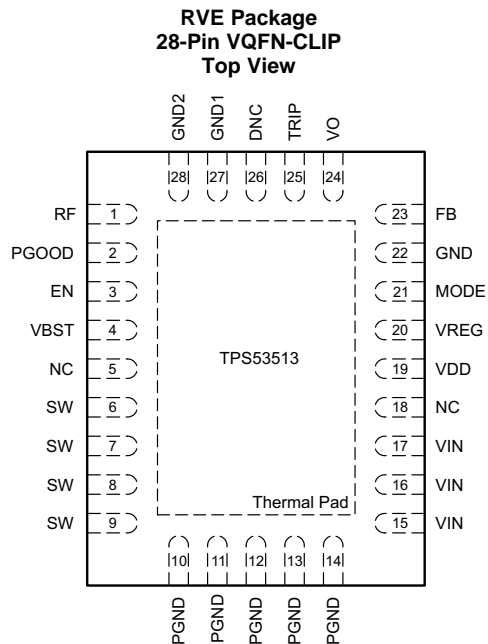 RVE Package
28-Pin VQFN-CLIP
Top View
GND2
GND1
DNC
TRIP
VO
28
27
26
25
24
RF 1
PGOOD 2
EN 3
VBST 4
NC 5
SW 6
SW 7
SW 8
SW 9
23 FB
22 GND
21 MODE
20 VREG
19 VDD
18 NC
17 VIN
16 VIN
15 VIN
TPS53513
Thermal Pad
10
11
12
13
14
PGND
PGND
PGND
PGND
PGND